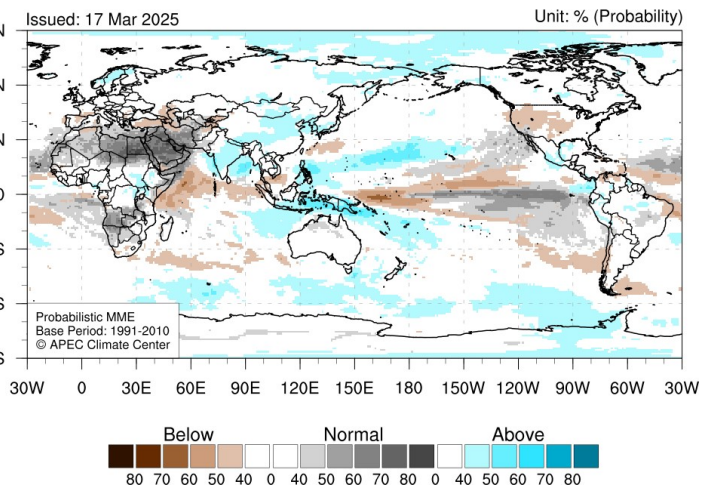 Issued: 17 Mar 2025 Unit: % (Probability)
N
N
N
0
S
S
S
Probabilistic MME
Base Period: 1991-2010
© APEC Climate Center
30W 0 30E 60E 90E 120E 150E 180 150W 120W 90W 60W 30W
Below Normal Above
80 70 60 50 40 0 40 50 60 70 80 0 40 50 60 70 80